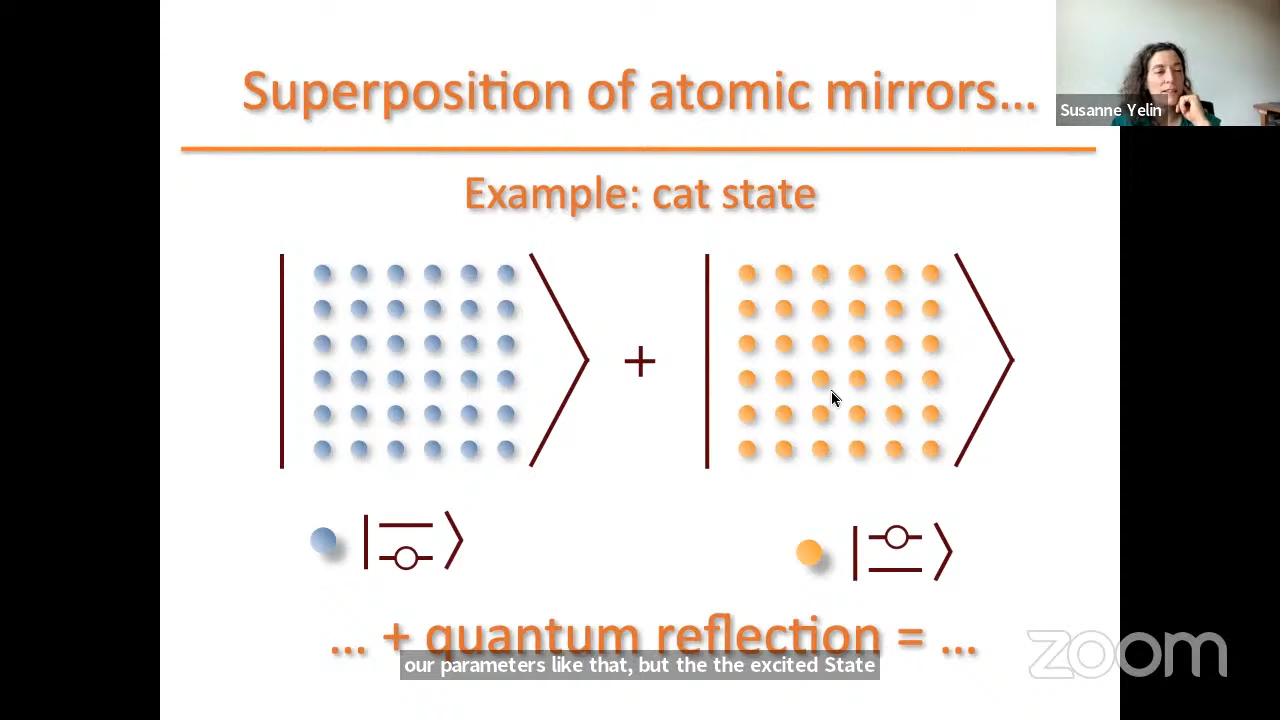 Superposition of atomic mirrors...
Susanne Yelin
Example: cat state
+
... + quantum reflection = ...
our parameters like that, but the the excited State
zoom